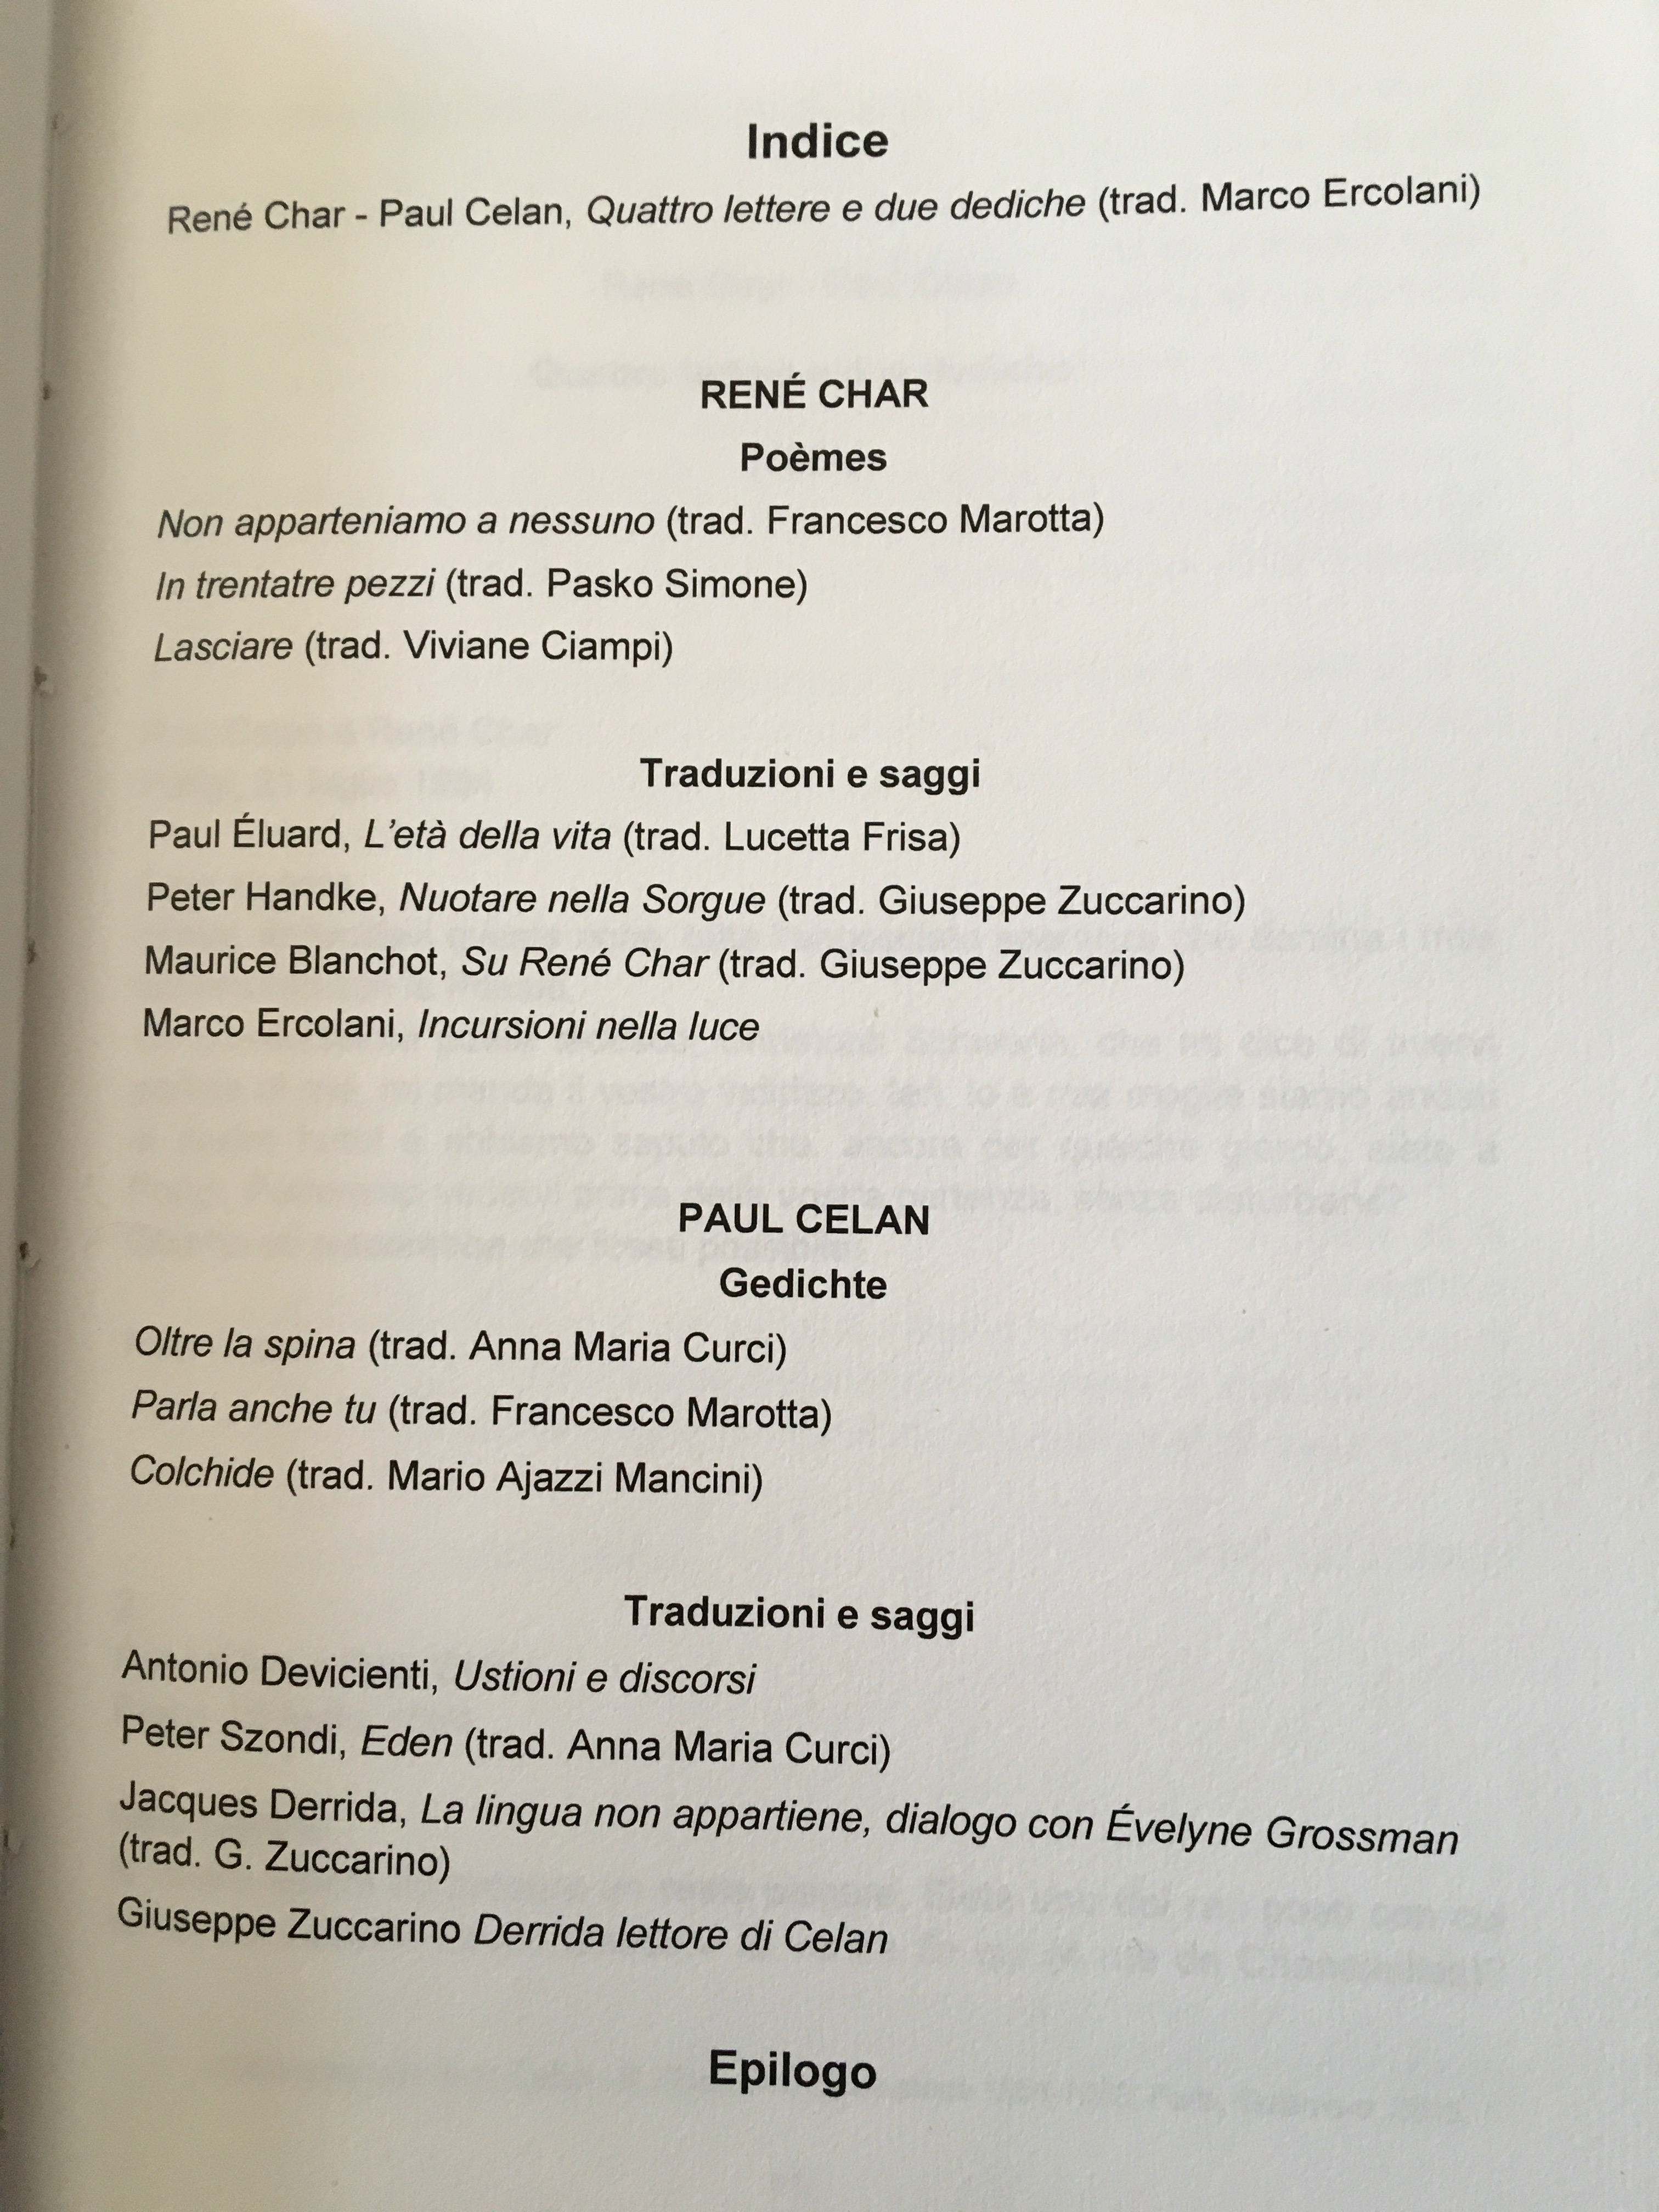 Indice
René Char - Paul Celan, Quattro lettere e due dediche (trad. Marco Ercolani)
RENÉ CHAR
Poèmes
Non apparteniamo a nessuno (trad. Francesco Marotta)
In trentatre pezzi (trad. Pasko Simone)
Lasciare (trad. Viviane Ciampi)
Traduzioni e saggi
Paul Éluard, L'età della vita (trad. Lucetta Frisa)
Peter Handke, Nuotare nella Sorgue (trad. Giuseppe Zuccarino)
Maurice Blanchot, Su René Char (trad. Giuseppe Zuccarino)
Marco Ercolani, Incursioni nella luce
PAUL CELAN
Gedichte
Oltre la spina (trad. Anna Maria Curci)
Parla anche tu (trad. Francesco Marotta)
Colchide (trad. Mario Ajazzi Mancini)
Traduzioni e saggi
Antonio Devicienti, Ustioni e discorsi
Peter Szondi, Eden (trad. Anna Maria Curci)
Jacques Derrida, La lingua non appartiene, dialogo con Évelyne Grossman
(trad. G. Zuccarino)
Giuseppe Zuccarino Derrida lettore di Celan
Epilogo